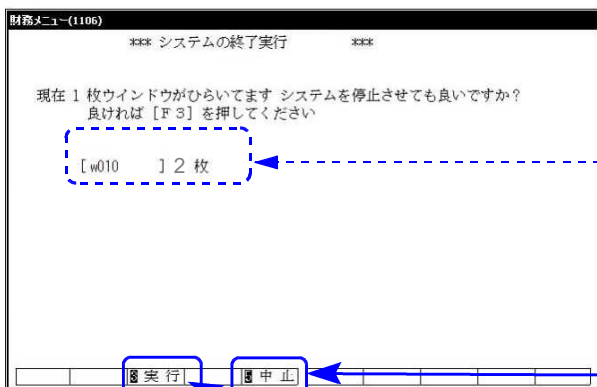 財務メニュー(1106)
*** システムの終了実行 ***
現在 1 枚ウインドウがひらいてます システムを停止させても良いですか?
良ければ [F3] を押してください
[w010 ] 2 枚
3 実 行 5 中 止